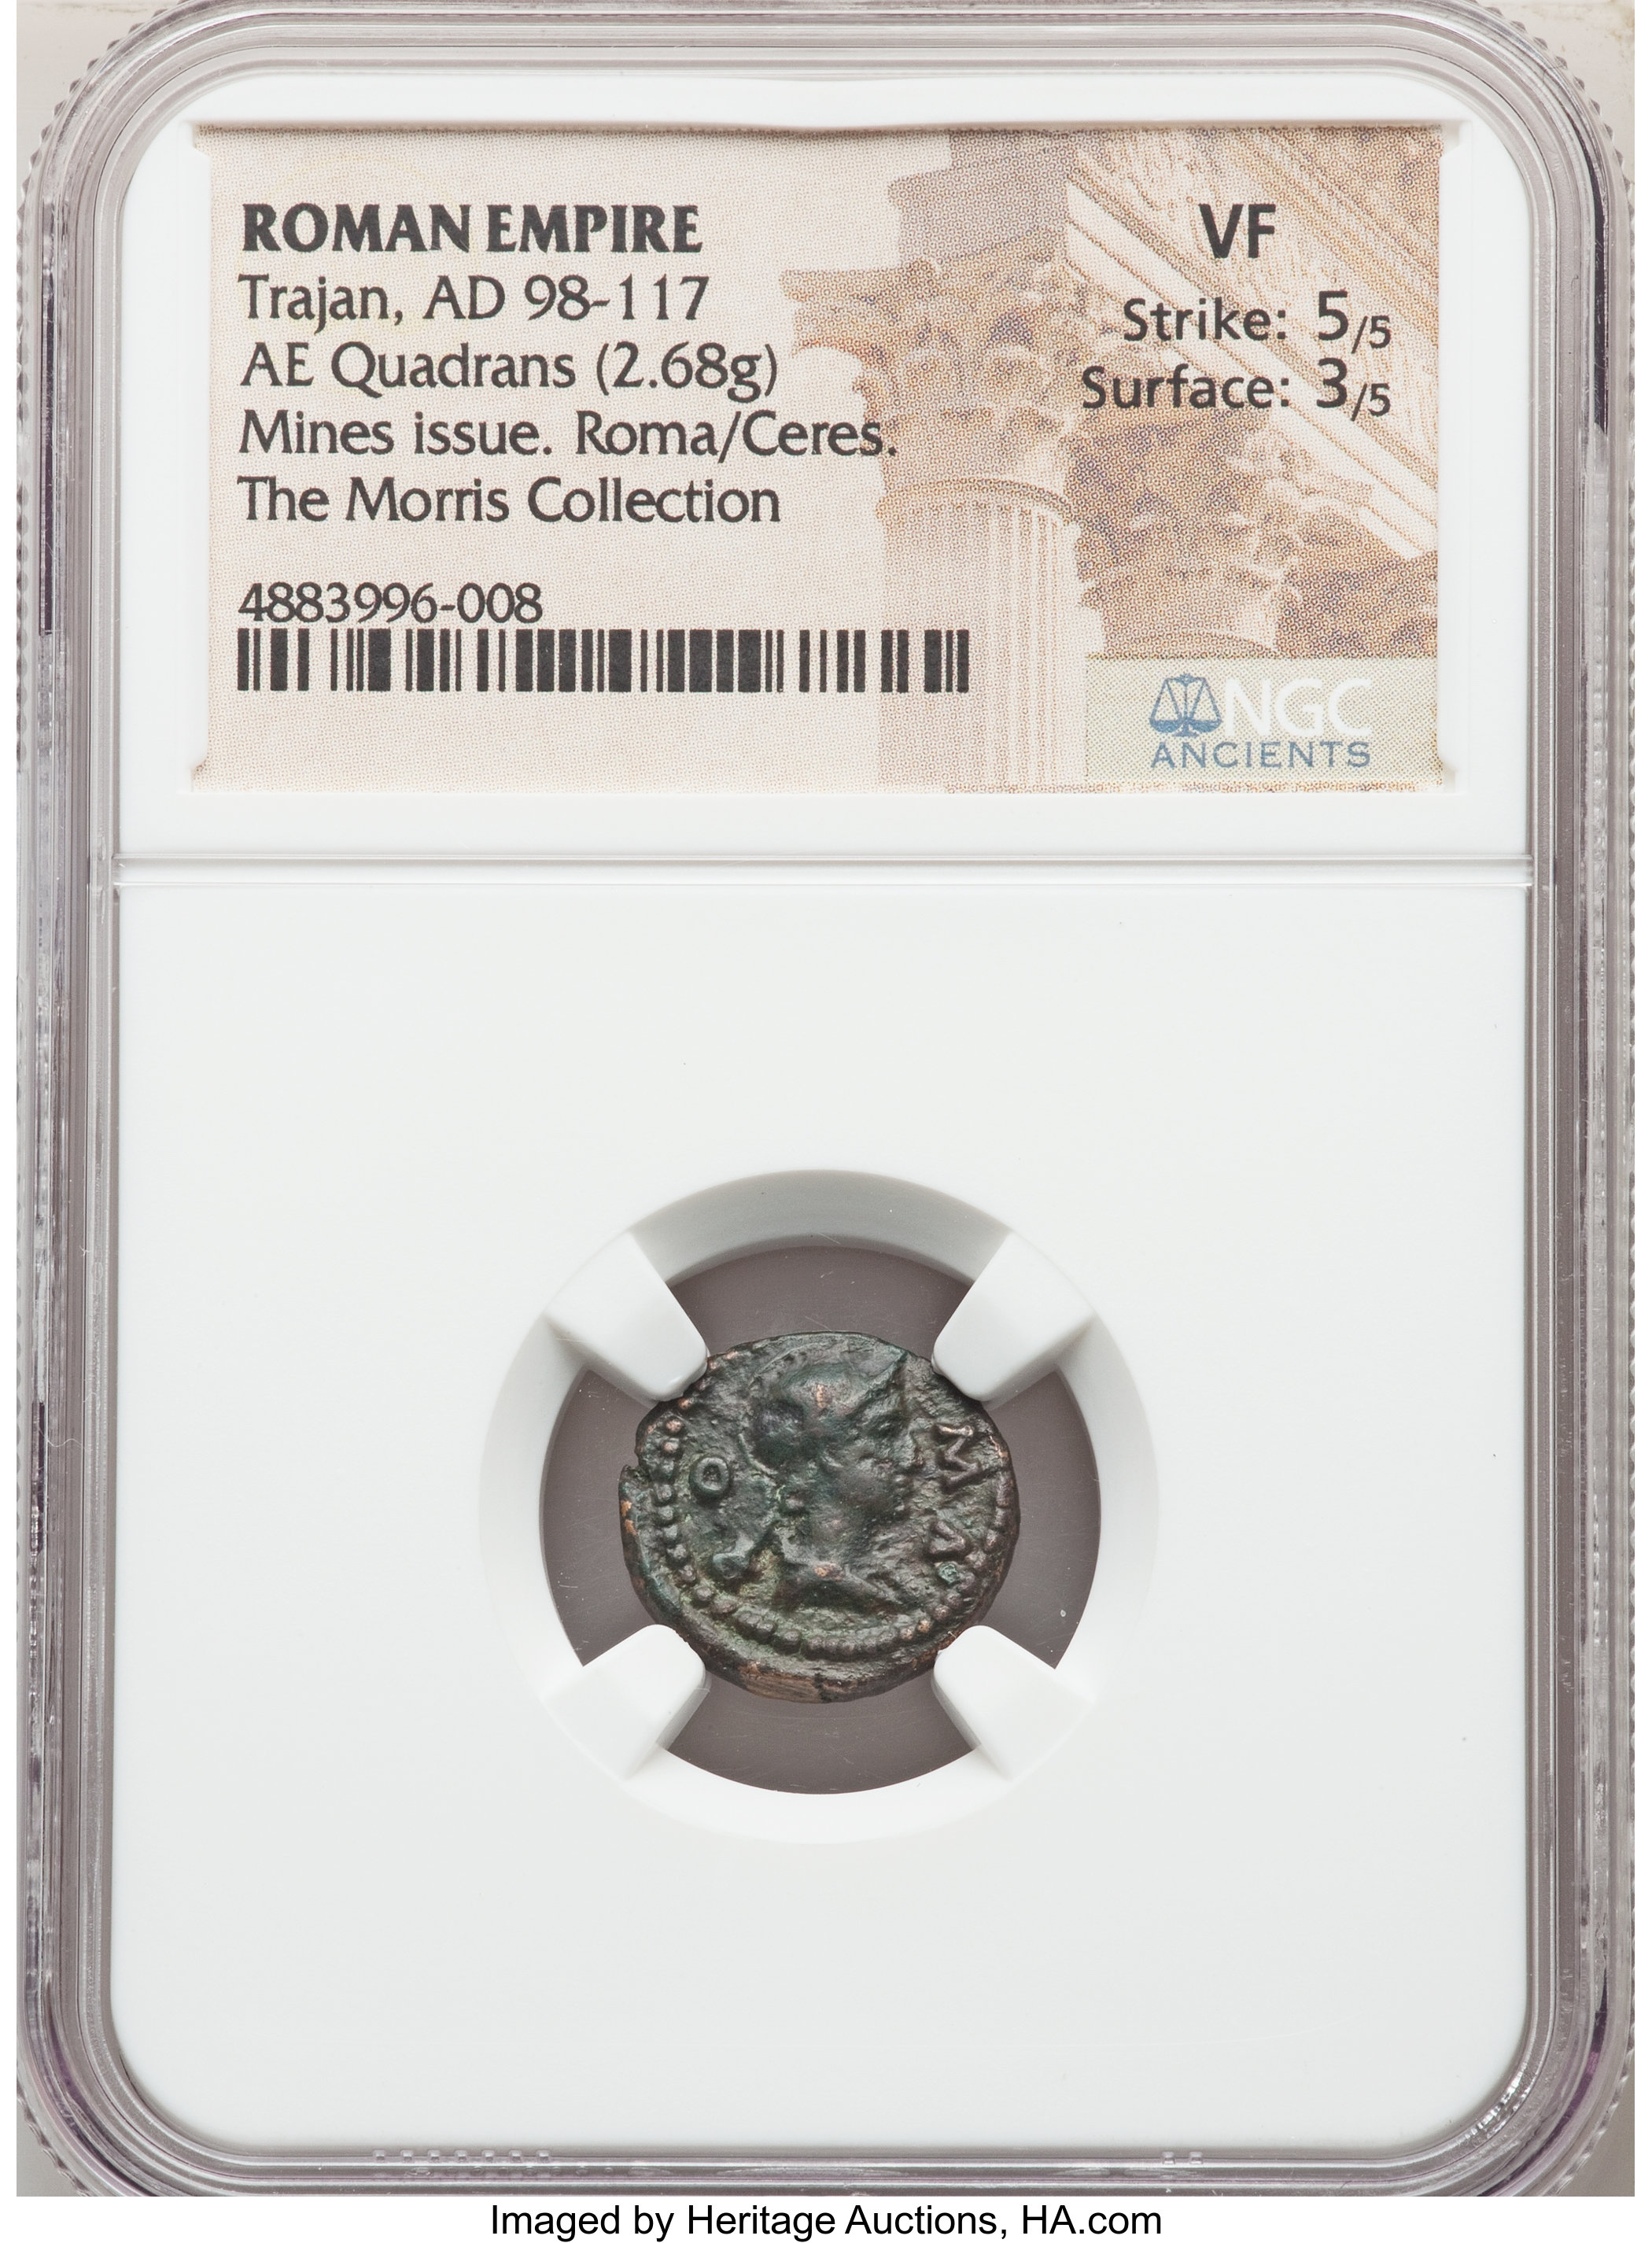 ROMAN EMPIRE
Trajan, AD 98-117
AE Quadrans (2.68g)
Mines issue. Roma/Ceres.
The Morris Collection
4883996-008
VF
Strike: 5/5
Surface: 3/5
NGC
ANCIENTS
O M A
Imaged by Heritage Auctions, HA.com